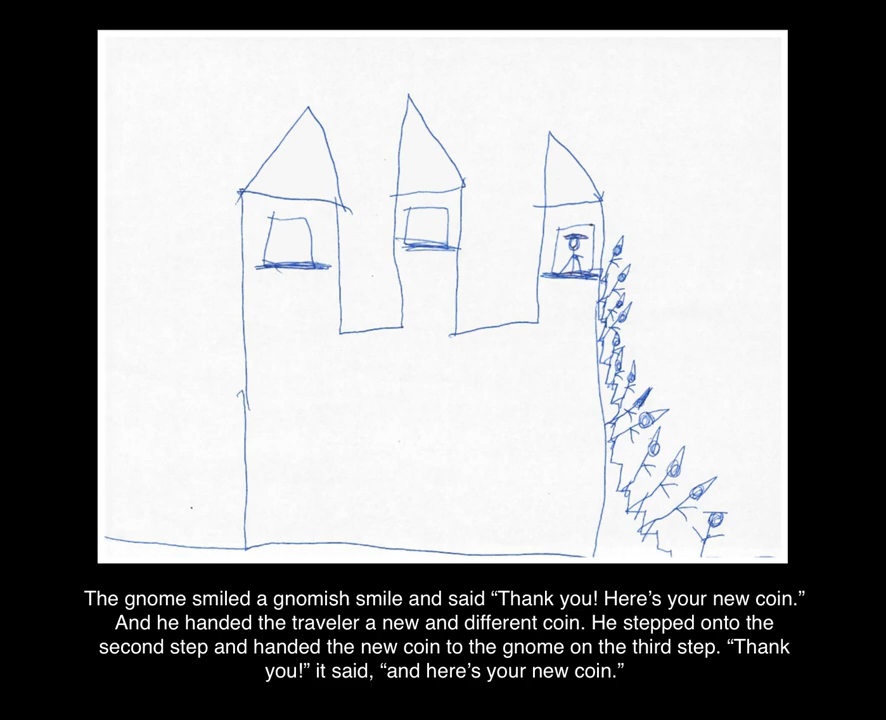 The gnome smiled a gnomish smile and said “Thank you! Here’s your new coin.”
And he handed the traveler a new and different coin. He stepped onto the
second step and handed the new coin to the gnome on the third step. “Thank
you!” it said, “and here’s your new coin.”